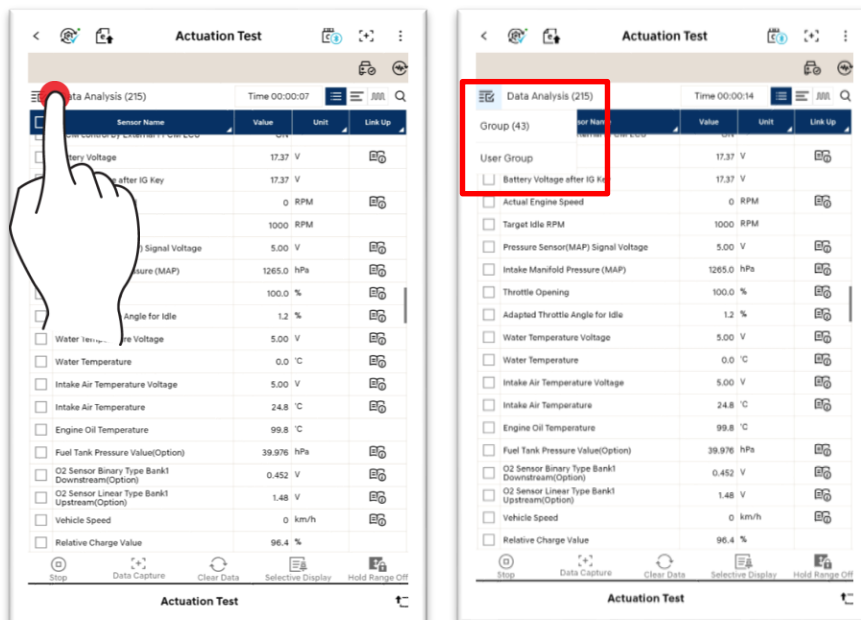 Actuation Test
Data Analysis (215) Time 00:00:07
Sensor Name Value Unit Link Up
Battery Voltage 17.37 V
after IG Key 17.37 V
0 RPM
1000 RPM
Signal Voltage 5.00 V
(MAP) 1265.0 hPa
100.0 %
Angle for Idle 1.2 %
Water Temperature Voltage 5.00 V
Water Temperature 0.0 °C
Intake Air Temperature Voltage 5.00 V
Intake Air Temperature 24.8 °C
Engine Oil Temperature 99.8 °C
Fuel Tank Pressure Value(Option) 39.976 hPa
O2 Sensor Binary Type Bank1
Downstream(Option) 0.452 V
O2 Sensor Linear Type Bank1
Upstream(Option) 1.48 V
Vehicle Speed 0 km/h
Relative Charge Value 96.4 %
Stop Data Capture Clear Data Selective Display Hold Range Off
Actuation Test
Actuation Test
Data Analysis (215) Time 00:00:14
Value Unit Link Up
Group (43)
User Group 17.37 V
Battery Voltage after IG Key 17.37 V
Actual Engine Speed 0 RPM
Target Idle RPM 1000 RPM
Pressure Sensor(MAP) Signal Voltage 5.00 V
Intake Manifold Pressure (MAP) 1265.0 hPa
Throttle Opening 100.0 %
Adapted Throttle Angle for Idle 1.2 %
Water Temperature Voltage 5.00 V
Water Temperature 0.0 °C
Intake Air Temperature Voltage 5.00 V
Intake Air Temperature 24.8 °C
Engine Oil Temperature 99.8 °C
Fuel Tank Pressure Value(Option) 39.976 hPa
O2 Sensor Binary Type Bank1
Downstream(Option) 0.452 V
O2 Sensor Linear Type Bank1
Upstream(Option) 1.48 V
Vehicle Speed 0 km/h
Relative Charge Value 96.4 %
Stop Data Capture Clear Data Selective Display Hold Range Off
Actuation Test